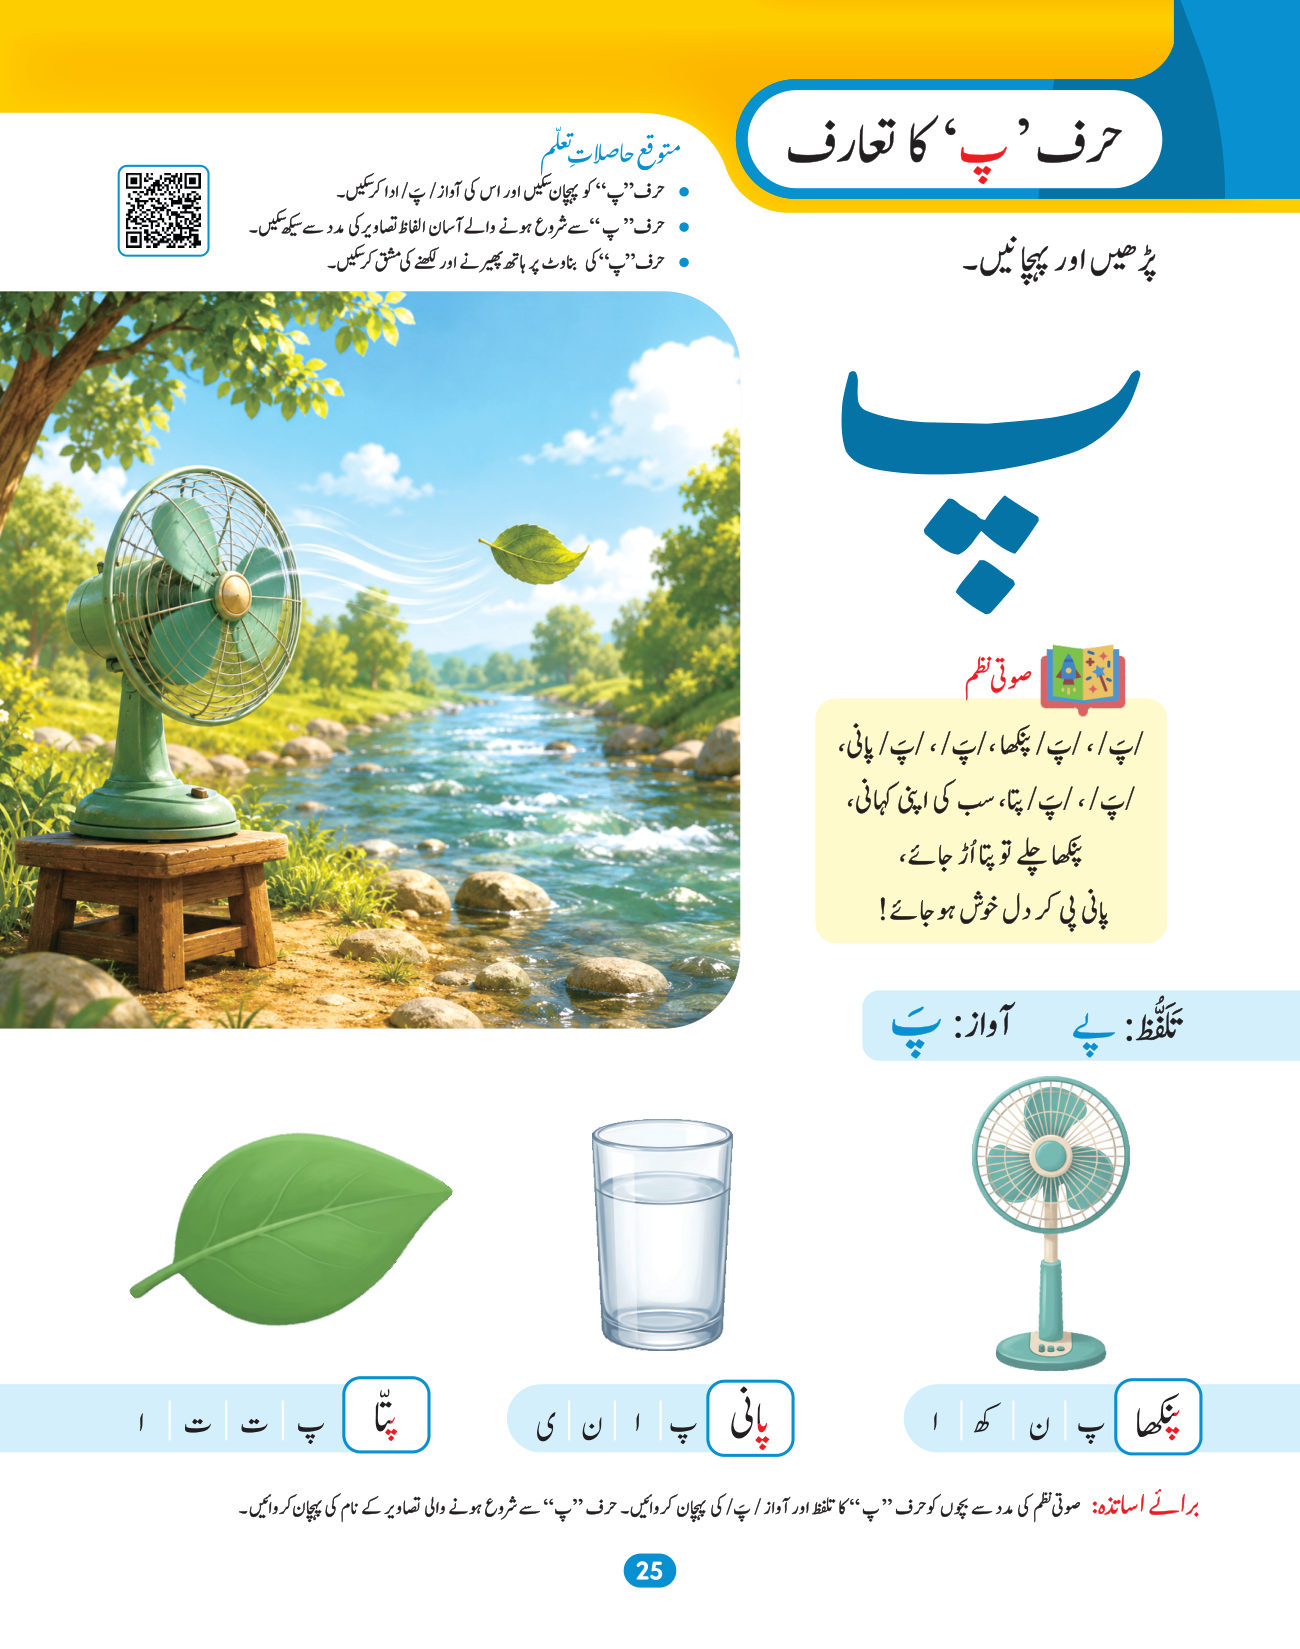 حرف ’پ‘ کا تعارف
متوقع حاصلاتِ تعلّم
• حرف ”پ“ کو پہچان سکیں اور اس کی آواز / پَ / ادا کرسکیں۔
• حرف ” پ “ سے شروع ہونے والے آسان الفاظ تصاویر کی مدد سے سیکھ سکیں۔
• حرف ”پ“ کی بناوٹ پر ہاتھ پھیرنے اور لکھنے کی مشق کرسکیں۔
پڑھیں اور پہچانیں۔
پ
صوتی نظم
/پَ/ ، /پَ/ پنکھا، /پَ/ ، /پَ/ پانی،
/پَ/ ، /پَ/ پتا، سب کی اپنی کہانی،
پنکھا چلے تو پتا اُڑ جائے،
پانی پی کر دل خوش ہو جائے!
تَلَفُّظ: پے آواز: پَ
پنکھا پ ن کھ ا
پانی پ ا ن ی
پتّا پ ت ت ا
برائے اساتذہ: صوتی نظم کی مدد سے بچوں کو حرف ” پ “ کا تلفظ اور آواز / پَ/ کی پہچان کروائیں۔ حرف ”پ“ سے شروع ہونے والی تصاویر کے نام کی پہچان کروائیں۔
25